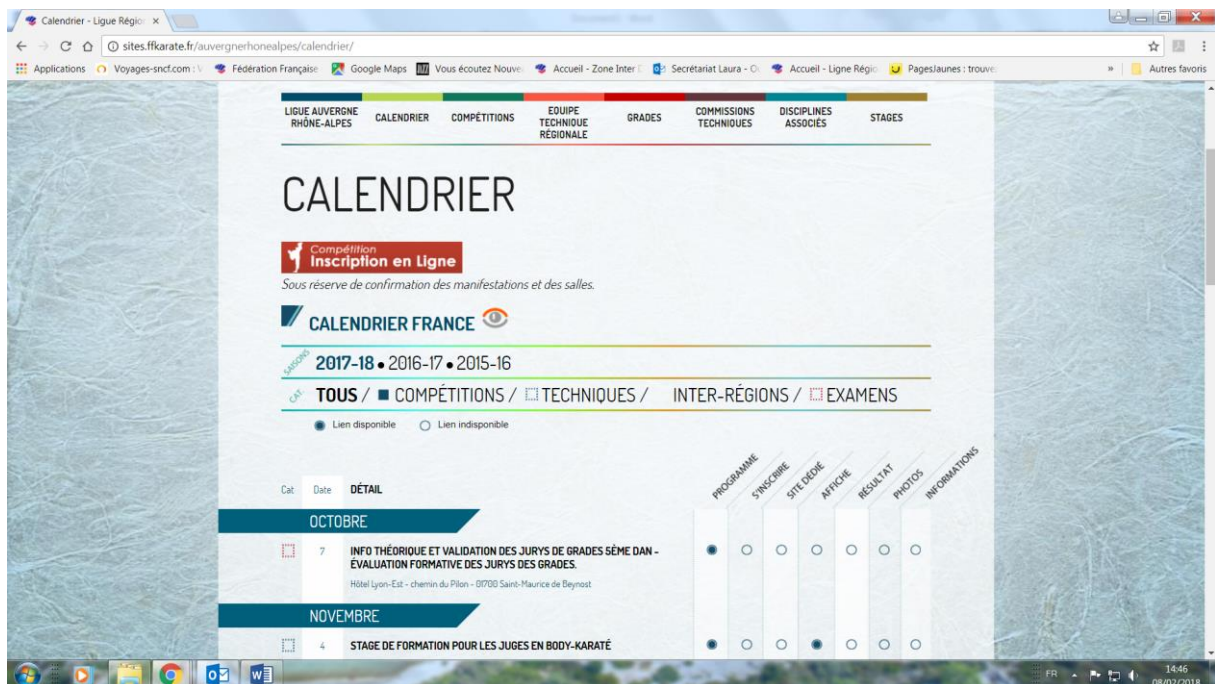 Calendrier - Ligue Région
sites.ffkarate.fr/auvergnerhonealpes/calendrier/
Applications Voyages-sncf.com : V Fédération Française Google Maps Vous écoutez Nouve Accueil - Zone Inter Secrétariat Laura - O Accueil - Ligne Régio PagesJaunes : trouve » Autres favoris
LIGUE AUVERGNE RHÔNE-ALPES
CALENDRIER
COMPÉTITIONS
EQUIPE TECHNIQUE RÉGIONALE
GRADES
COMMISSIONS TECHNIQUES
DISCIPLINES ASSOCIÉS
STAGES
CALENDRIER
Compétition
Inscription en Ligne
Sous réserve de confirmation des manifestations et des salles.
CALENDRIER FRANCE
SAISONS 2017-18 • 2016-17 • 2015-16
CAT. TOUS / COMPÉTITIONS / TECHNIQUES / INTER-RÉGIONS / EXAMENS
Lien disponible Lien indisponible
Cat Date DÉTAIL PROGRAMME S'INSCRIRE SITE DÉDIÉ AFFICHE RÉSULTAT PHOTOS INFORMATIONS
OCTOBRE
7 INFO THÉORIQUE ET VALIDATION DES JURYS DE GRADES 5ÈME DAN -
ÉVALUATION FORMATIVE DES JURYS DES GRADES.
Hôtel Lyon-Est - chemin du Pilon - 01700 Saint-Maurice de Beynost
NOVEMBRE
4 STAGE DE FORMATION POUR LES JUGES EN BODY-KARATÉ
FR 14:46
08/02/2018